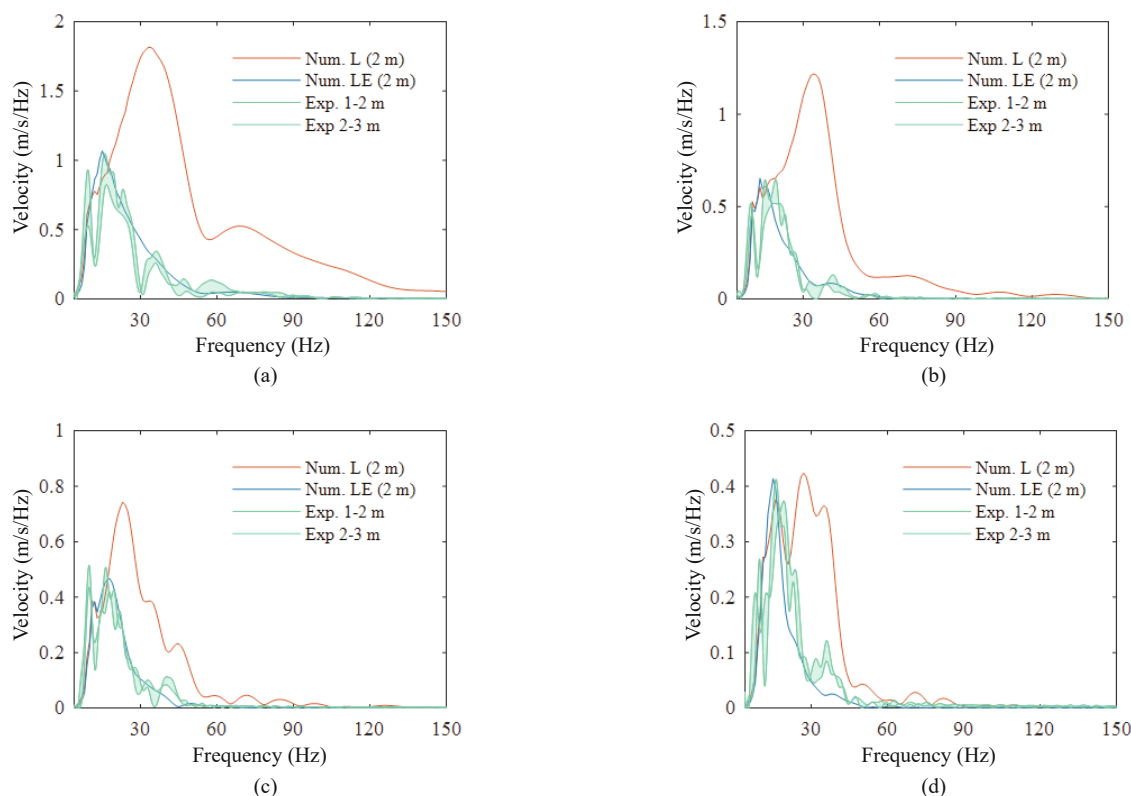 2
1.5
1
0.5
0
Velocity (m/s/Hz)
Num. L (2 m)
Num. LE (2 m)
Exp. 1-2 m
Exp 2-3 m
30 60 90 120 150
Frequency (Hz)
(a)
1.5
1
0.5
0
Velocity (m/s/Hz)
Num. L (2 m)
Num. LE (2 m)
Exp. 1-2 m
Exp 2-3 m
30 60 90 120 150
Frequency (Hz)
(b)
1
0.8
0.6
0.4
0.2
0
Velocity (m/s/Hz)
Num. L (2 m)
Num. LE (2 m)
Exp. 1-2 m
Exp 2-3 m
30 60 90 120 150
Frequency (Hz)
(c)
0.5
0.4
0.3
0.2
0.1
0
Velocity (m/s/Hz)
Num. L (2 m)
Num. LE (2 m)
Exp. 1-2 m
Exp 2-3 m
30 60 90 120 150
Frequency (Hz)
(d)